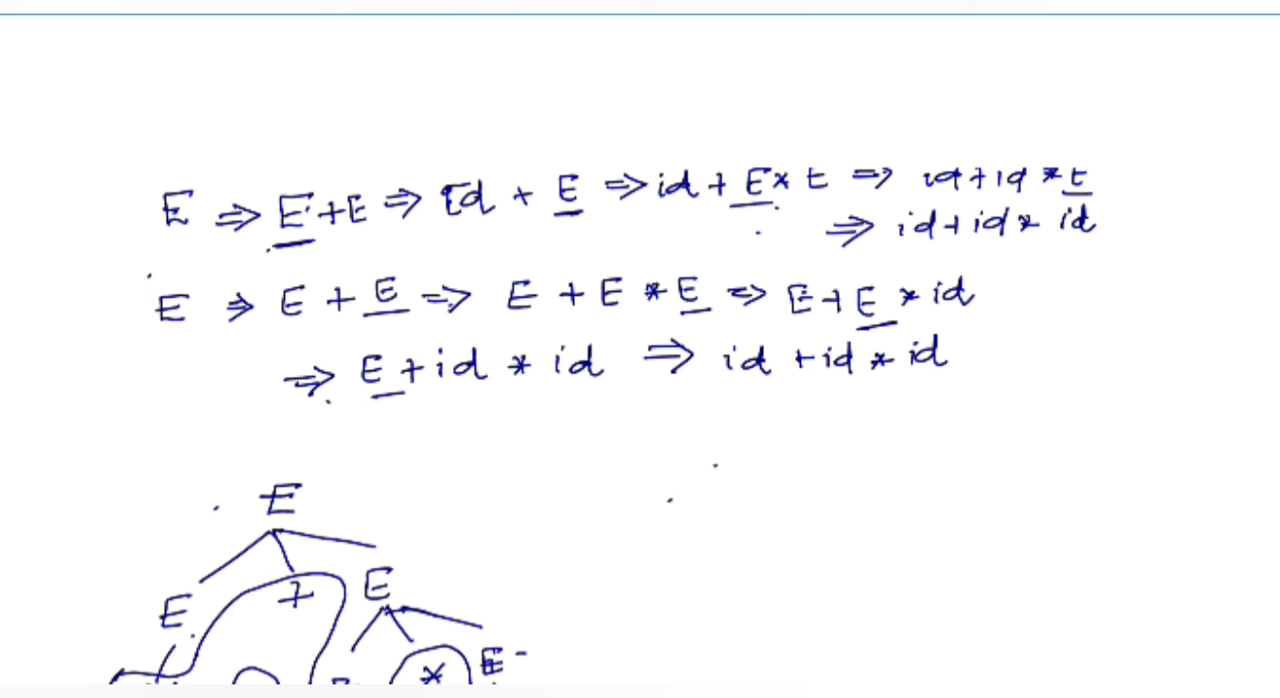 E ⇒ E + E ⇒ id + E ⇒ id + E * E ⇒ id + id * E
⇒ id + id * id
E ⇒ E + E ⇒ E + E * E ⇒ E + E * id
⇒ E + id * id ⇒ id + id * id
E
E + E
* E